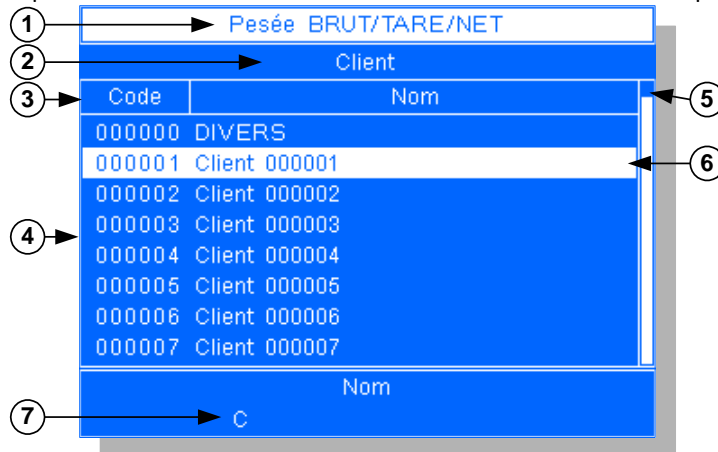 1 Pesée BRUT/TARE/NET
2 Client
3 Code Nom 5
000000 DIVERS
000001 Client 000001 6
000002 Client 000002
000003 Client 000003
4
000004 Client 000004
000005 Client 000005
000006 Client 000006
000007 Client 000007
Nom
7 C